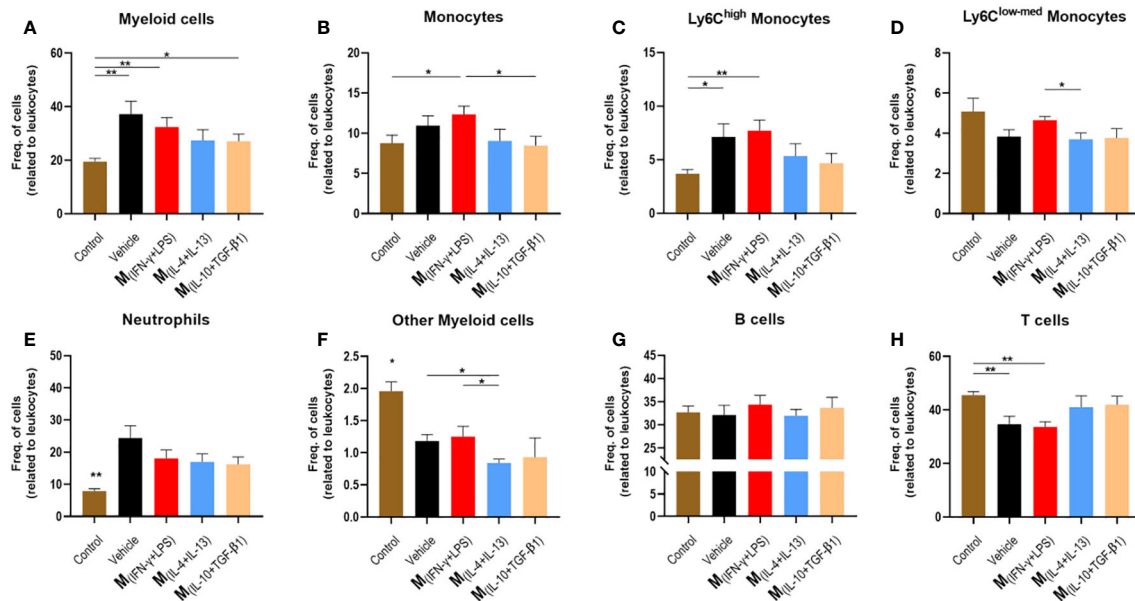 A
Myeloid cells
Freq. of cells
(related to leukocytes)
60
40
20
0
**
**
*
Control
Vehicle
M(IFN-γ+LPS)
M(IL-4+IL-13)
M(IL-10+TGF-β1)
B
Monocytes
Freq. of cells
(related to leukocytes)
20
15
10
5
0
*
*
Control
Vehicle
M(IFN-γ+LPS)
M(IL-4+IL-13)
M(IL-10+TGF-β1)
C
Ly6Chigh Monocytes
Freq. of cells
(related to leukocytes)
15
10
5
0
**
*
Control
Vehicle
M(IFN-γ+LPS)
M(IL-4+IL-13)
M(IL-10+TGF-β1)
D
Ly6Clow-med Monocytes
Freq. of cells
(related to leukocytes)
8
6
4
2
0
*
Control
Vehicle
M(IFN-γ+LPS)
M(IL-4+IL-13)
M(IL-10+TGF-β1)
E
Neutrophils
Freq. of cells
(related to leukocytes)
50
40
30
20
10
0
**
Control
Vehicle
M(IFN-γ+LPS)
M(IL-4+IL-13)
M(IL-10+TGF-β1)
F
Other Myeloid cells
Freq. of cells
(related to leukocytes)
2.5
2.0
1.5
1.0
0.5
0.0
*
*
*
Control
Vehicle
M(IFN-γ+LPS)
M(IL-4+IL-13)
M(IL-10+TGF-β1)
G
B cells
Freq. of cells
(related to leukocytes)
45
40
35
30
25
10
5
0
Control
Vehicle
M(IFN-γ+LPS)
M(IL-4+IL-13)
M(IL-10+TGF-β1)
H
T cells
Freq. of cells
(related to leukocytes)
60
40
20
0
**
**
Control
Vehicle
M(IFN-γ+LPS)
M(IL-4+IL-13)
M(IL-10+TGF-β1)